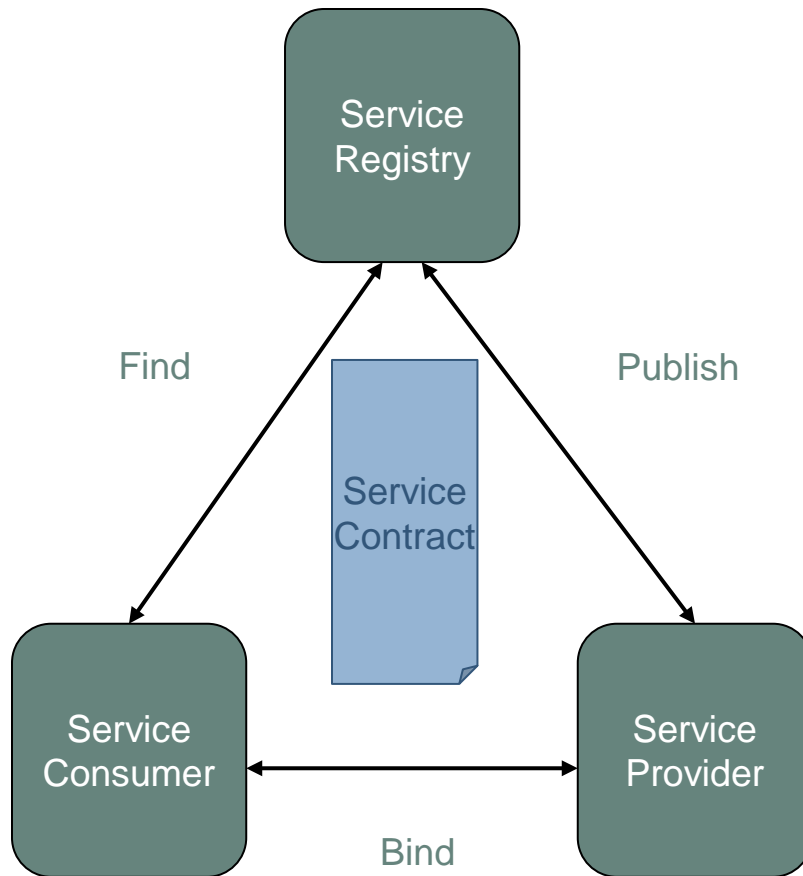 Service
Registry
Find
Publish
Service
Contract
Service
Consumer
Service
Provider
Bind